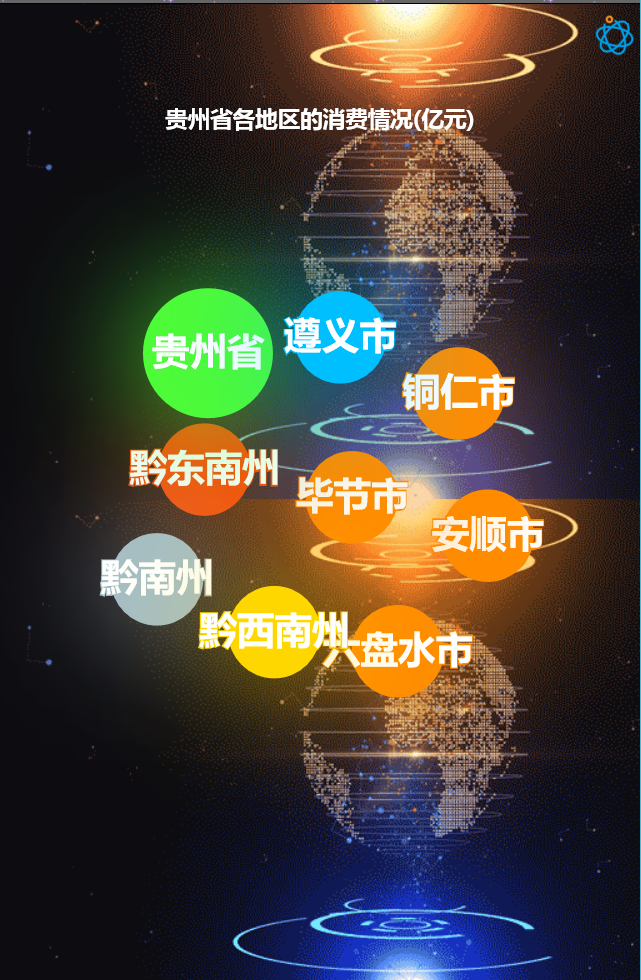 贵州省各地区的消费情况(亿元)
贵州省
遵义市
铜仁市
黔东南州
毕节市
安顺市
黔南州
黔西南州
六盘水市